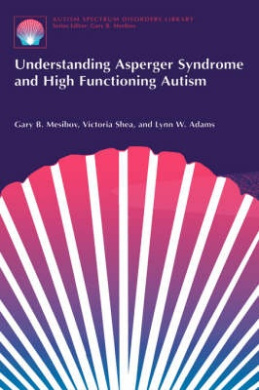 AUTISM SPECTRUM DISORDERS LIBRARY
Series Editor: Gary B. Mesibov
Understanding Asperger Syndrome
and High Functioning Autism
Gary B. Mesibov, Victoria Shea, and Lynn W. Adams